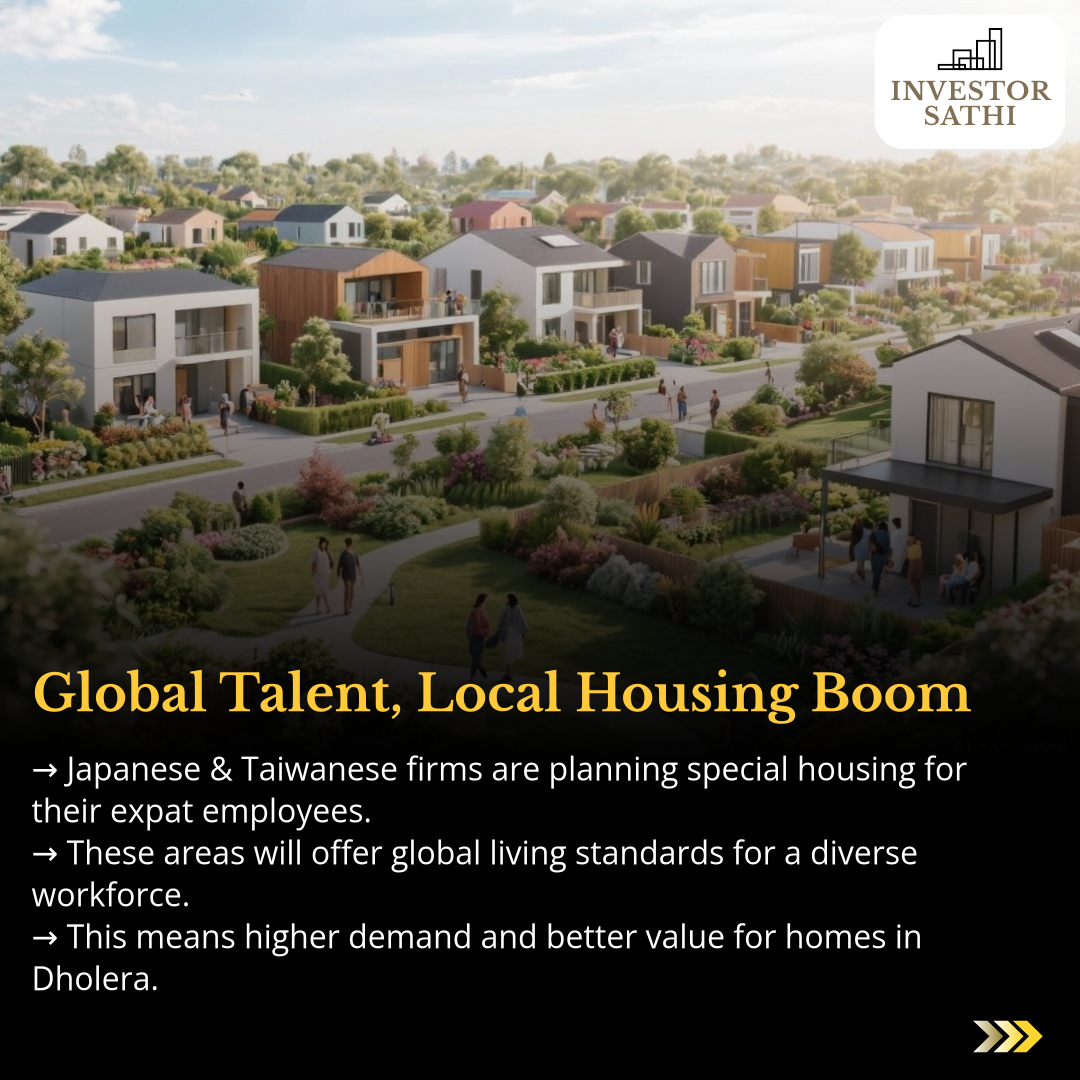 INVESTOR
SATHI
Global Talent, Local Housing Boom
→ Japanese & Taiwanese firms are planning special housing for
their expat employees.
→ These areas will offer global living standards for a diverse
workforce.
→ This means higher demand and better value for homes in
Dholera.